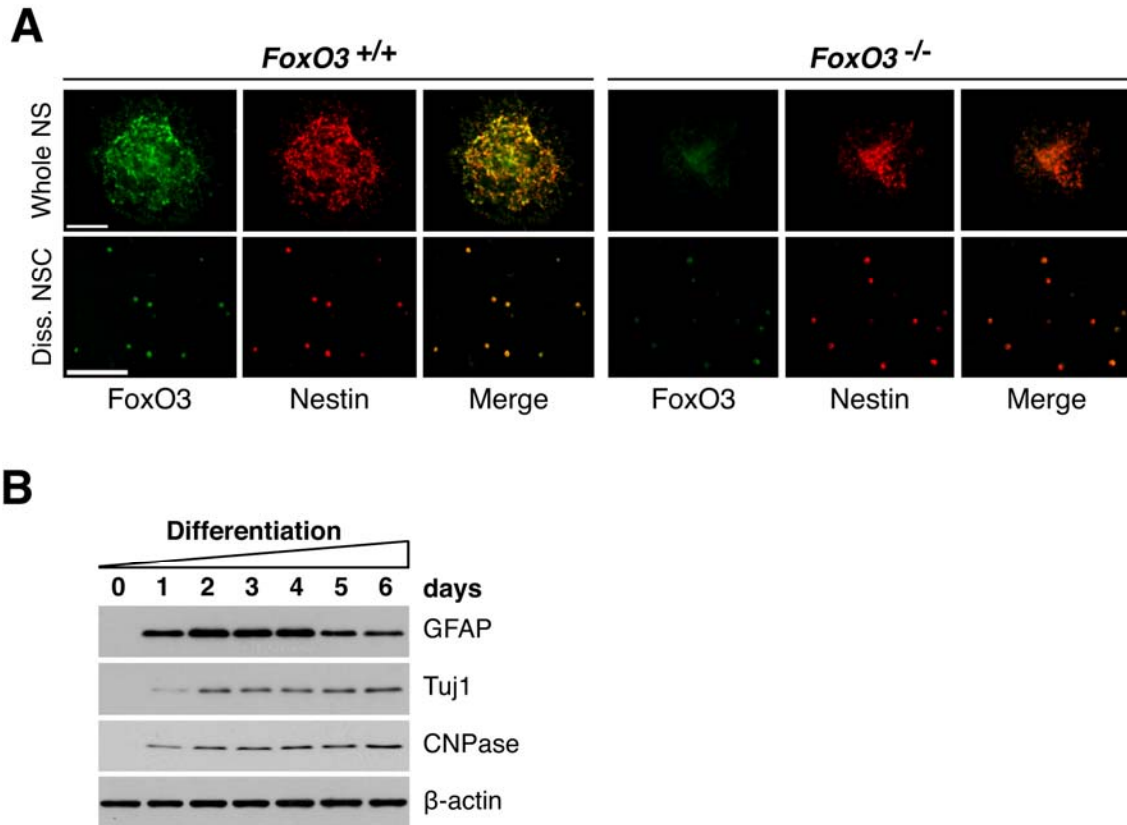 A
FoxO3 +/+ FoxO3 -/-
Whole NS
Diss. NSC
FoxO3 Nestin Merge FoxO3 Nestin Merge
B
Differentiation
0 1 2 3 4 5 6 days
GFAP
Tuj1
CNPase
β-actin